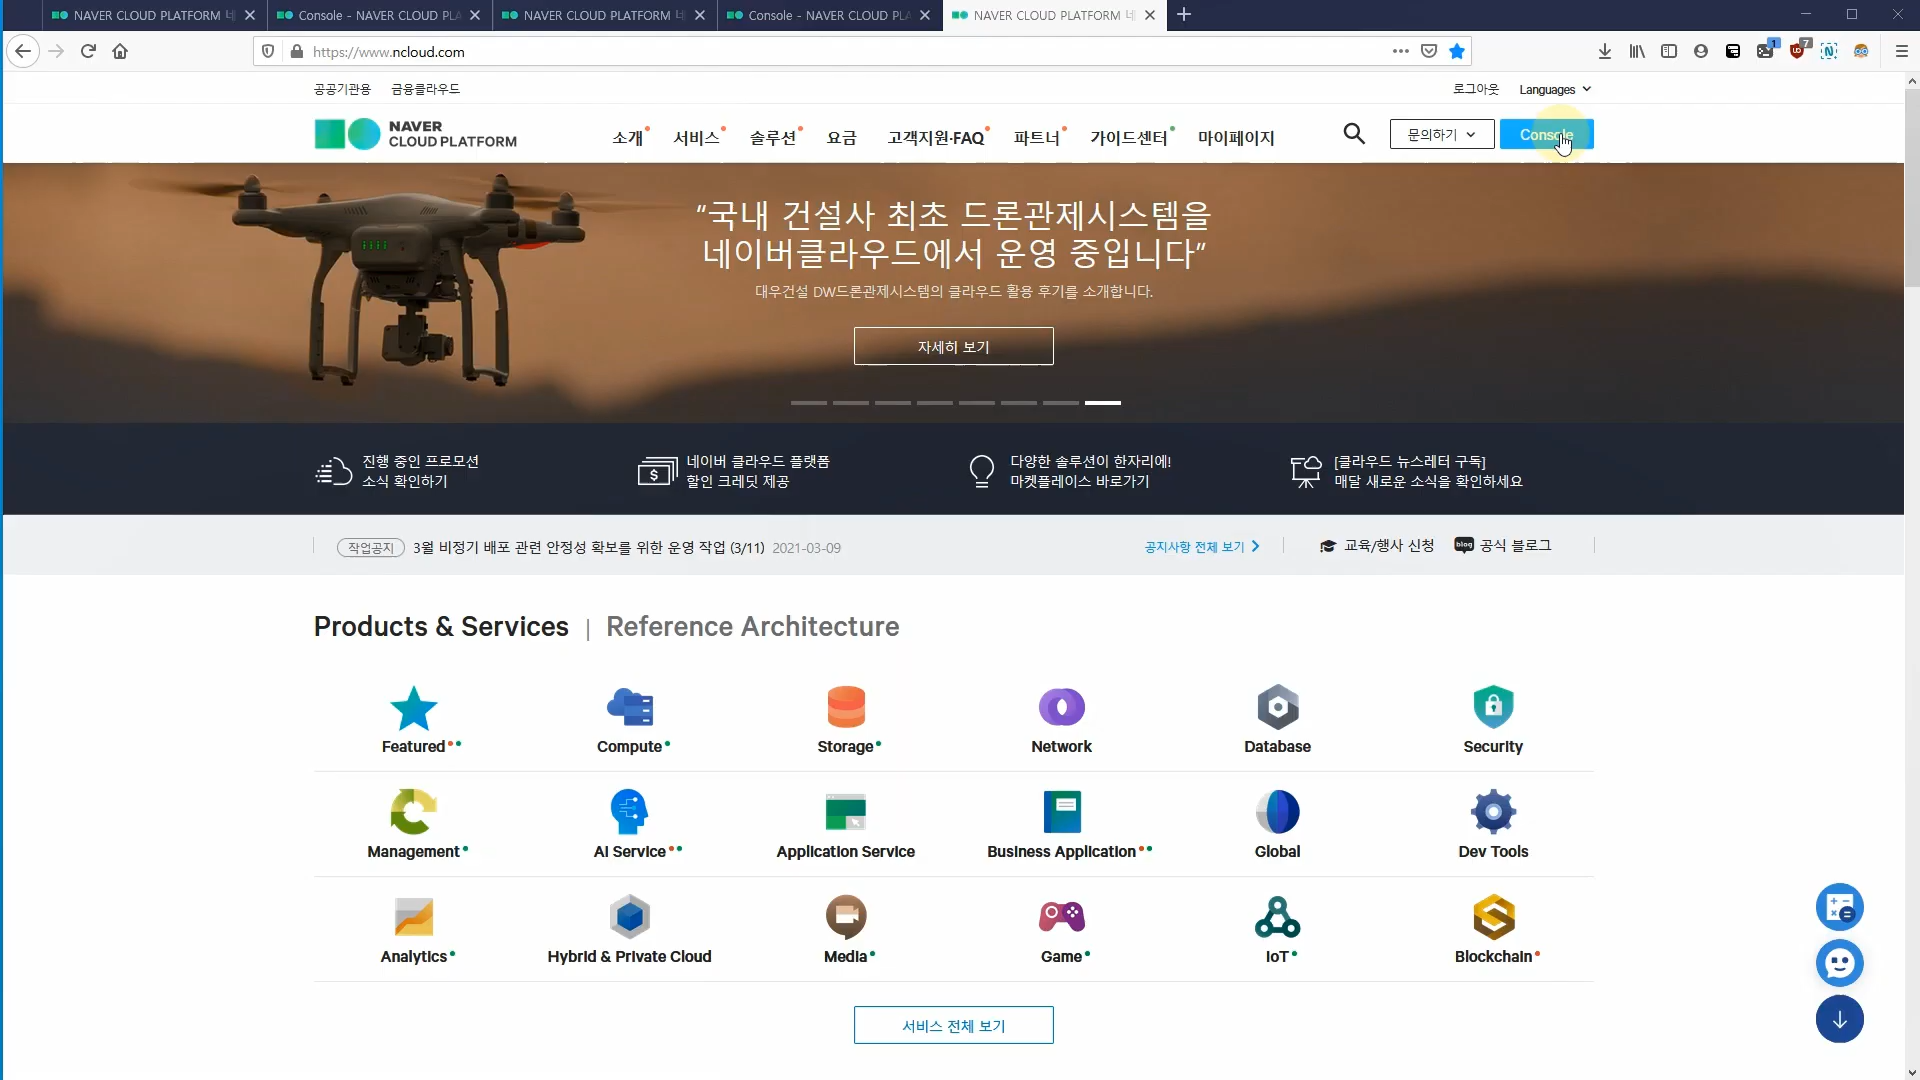 NAVER CLOUD PLATFORM 네
Console - NAVER CLOUD PLA
NAVER CLOUD PLATFORM 네
Console - NAVER CLOUD PLA
NAVER CLOUD PLATFORM 네
https://www.ncloud.com
1
7
공공기관용
금융클라우드
로그아웃
Languages
NAVER
CLOUD PLATFORM
소개
서비스
솔루션
요금
고객지원·FAQ
파트너
가이드센터
마이페이지
문의하기
Console
“국내 건설사 최초 드론관제시스템을
네이버클라우드에서 운영 중입니다”
대우건설 DW드론관제시스템의 클라우드 활용 후기를 소개합니다.
자세히 보기
진행 중인 프로모션
소식 확인하기
네이버 클라우드 플랫폼
할인 크레딧 제공
다양한 솔루션이 한자리에!
마켓플레이스 바로가기
[클라우드 뉴스레터 구독]
매달 새로운 소식을 확인하세요
작업공지
3월 비정기 배포 관련 안정성 확보를 위한 운영 작업 (3/11)
2021-03-09
공지사항 전체 보기
교육/행사 신청
blog
공식 블로그
Products & Services | Reference Architecture
Featured
Compute
Storage
Network
Database
Security
Management
AI Service
Application Service
Business Application
Global
Dev Tools
Analytics
Hybrid & Private Cloud
Media
Game
IoT
Blockchain
서비스 전체 보기